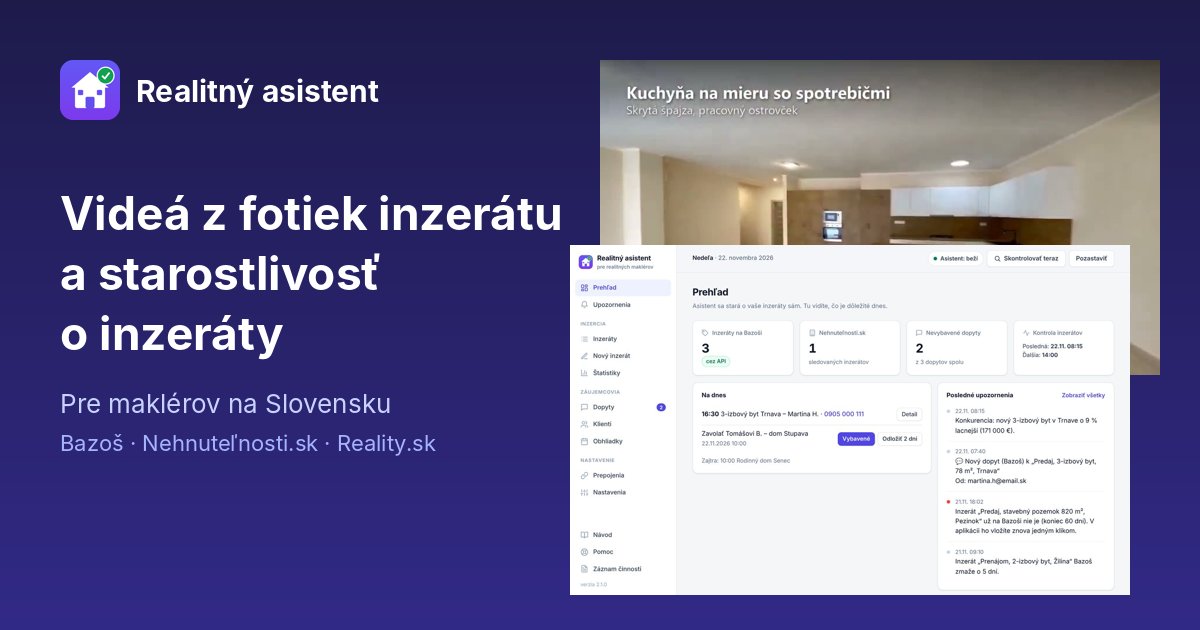 Realitný asistent
Videá z fotiek inzerátu
a starostlivosť
o inzeráty
Pre maklérov na Slovensku
Bazoš · Nehnuteľnosti.sk · Reality.sk
Kuchyňa na mieru so spotrebičmi
Skrytá špajza, pracovný ostrovček
Realitný asistent
pre realitných maklérov
Prehľad
Upozornenia
INZERCIA
Inzeráty
Nový inzerát
Štatistiky
ZÁUJEMCOVIA
Dopyty 2
Klienti
Obhliadky
NASTAVENIE
Prepojenia
Nastavenia
Návod
Pomoc
Záznam činnosti
verzia 2.1.0
Nedeľa · 22. novembra 2026
Asistent: beží
Skontrolovať teraz
Pozastaviť
Prehľad
Asistent sa stará o vaše inzeráty sám. Tu vidíte, čo je dôležité dnes.
Inzeráty na Bazoši
3
cez API
Nehnuteľnosti.sk
1
sledovaných inzerátov
Nevybavené dopyty
2
z 3 dopytov spolu
Kontrola inzerátov
Posledná: 22.11. 08:15
Ďalšia: 14:00
Na dnes
16:30 3-izbový byt Trnava – Martina H. · 0905 000 111 Detail
Zavolať Tomášovi B. – dom Stupava
22.11.2026 10:00
Vybavené Odložiť 2 dni
Zajtra: 10:00 Rodinný dom Senec
Posledné upozornenia Zobraziť všetky
22.11. 08:15
Konkurencia: nový 3-izbový byt v Trnave o 9 %
lacnejší (171 000 €).
22.11. 07:40
💬 Nový dopyt (Bazoš) k „Predaj, 3-izbový byt,
78 m², Trnava“
Od: martina.h@email.sk
21.11. 18:02
Inzerát „Predaj, stavebný pozemok 820 m²,
Pezinok“ už na Bazoši nie je (koniec 60 dní). V
aplikácii ho vložíte znova jedným klikom.
21.11. 09:10
Inzerát „Prenájom, 2-izbový byt, Žilina“ Bazoš
zmaže o 5 dní.